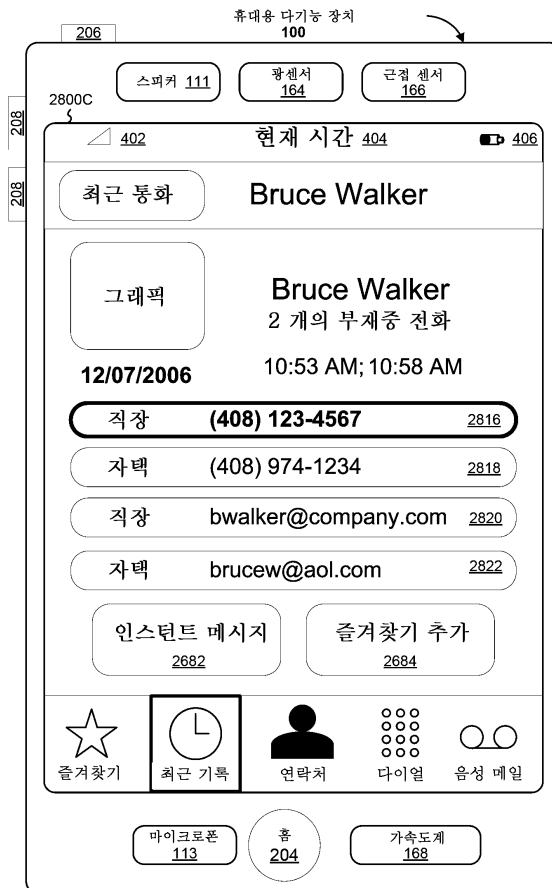 휴대용 다기능 장치
100
206
스피커 111
광센서
164
근접 센서
166
2800C
208
208
402
현재 시간 404
406
최근 통화
Bruce Walker
그래픽
Bruce Walker
2 개의 부재중 전화
12/07/2006
10:53 AM; 10:58 AM
직장 (408) 123-4567 2816
자택 (408) 974-1234 2818
직장 bwalker@company.com 2820
자택 brucew@aol.com 2822
인스턴트 메시지
2682
즐겨찾기 추가
2684
즐겨찾기
최근 기록
연락처
다이얼
음성 메일
마이크로폰
113
홈
204
가속도계
168